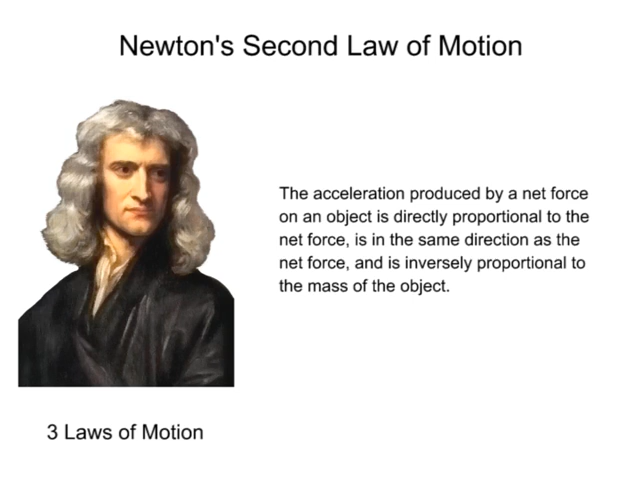 Newton's Second Law of Motion
The acceleration produced by a net force
on an object is directly proportional to the
net force, is in the same direction as the
net force, and is inversely proportional to
the mass of the object.
3 Laws of Motion